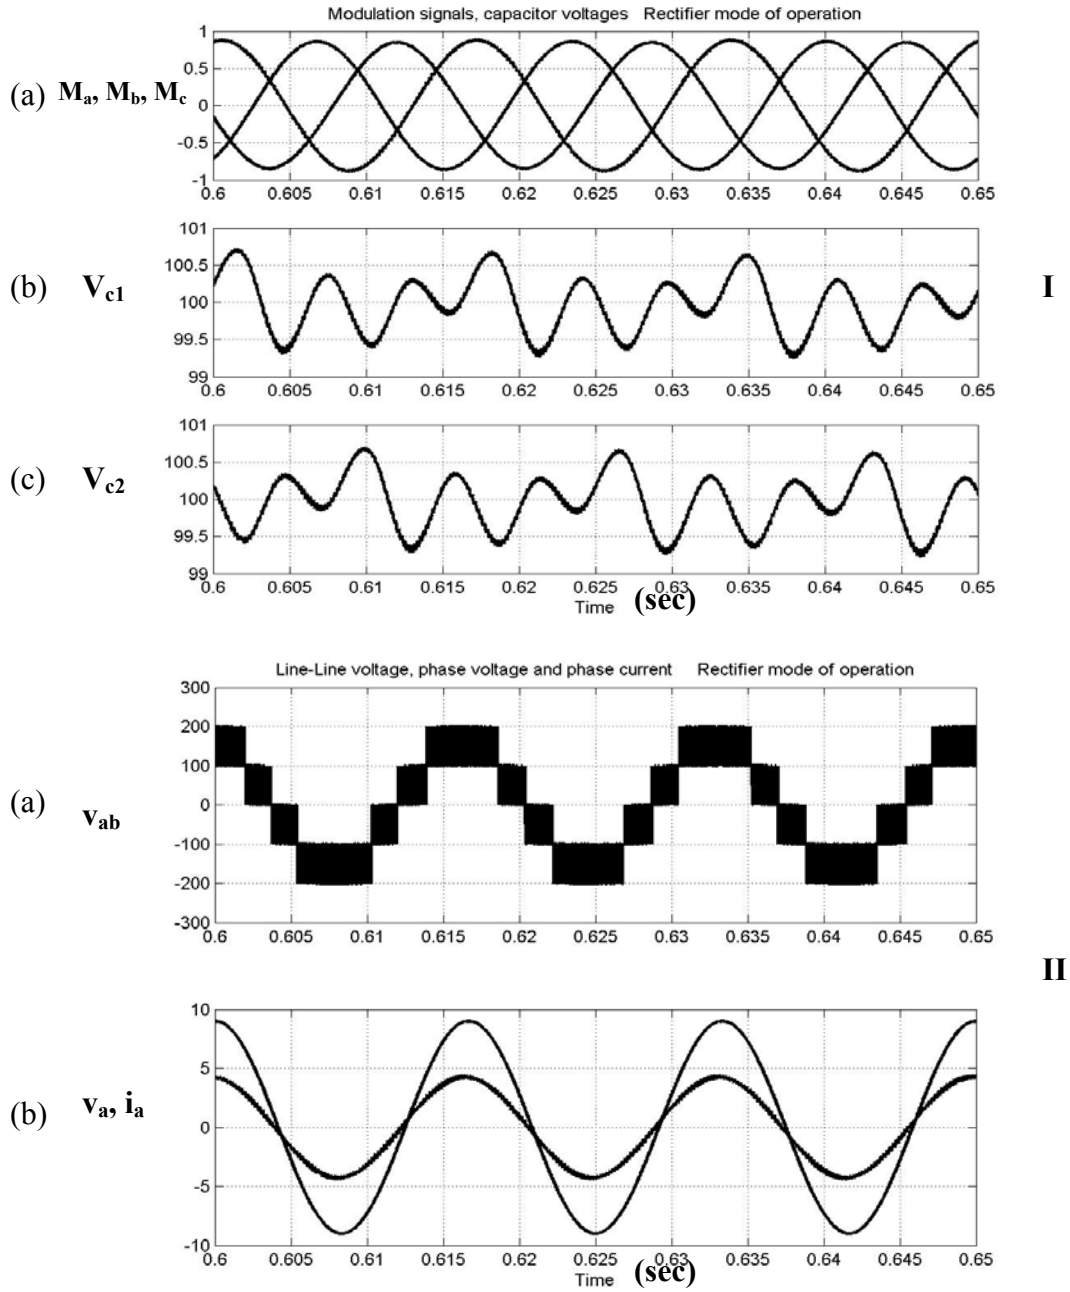 Modulation signals, capacitor voltages Rectifier mode of operation
(a) Ma, Mb, Mc
1
0.5
0
-0.5
-1
0.6 0.605 0.61 0.615 0.62 0.625 0.63 0.635 0.64 0.645 0.65
(b) Vc1
101
100.5
100
99.5
99
0.6 0.605 0.61 0.615 0.62 0.625 0.63 0.635 0.64 0.645 0.65
I
(c) Vc2
101
100.5
100
99.5
99
0.6 0.605 0.61 0.615 0.62 0.625 0.63 0.635 0.64 0.645 0.65
Time (sec)
Line-Line voltage, phase voltage and phase current Rectifier mode of operation
(a) vab
300
200
100
0
-100
-200
-300
0.6 0.605 0.61 0.615 0.62 0.625 0.63 0.635 0.64 0.645 0.65
II
(b) va, ia
10
5
0
-5
-10
0.6 0.605 0.61 0.615 0.62 0.625 0.63 0.635 0.64 0.645 0.65
Time (sec)